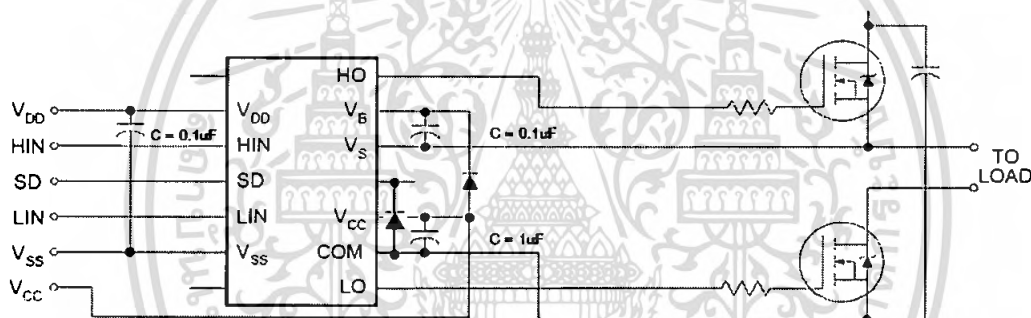 HO
V_DD V_DD V_B
C = 0.1uF C = 0.1uF
HIN HIN V_S
TO
LOAD
SD SD
LIN LIN V_CC
C = 1uF
V_SS V_SS COM
V_CC LO